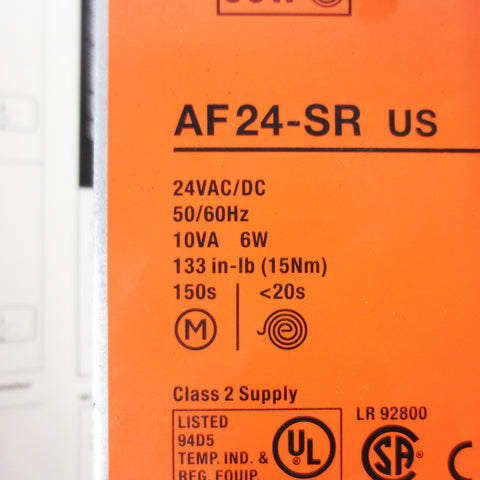 AF24-SR US
24VAC/DC
50/60Hz
10VA 6W
133 in-lb (15Nm)
150s <20s
M
Class 2 Supply
LISTED
94D5
TEMP. IND. &
REG. EQUIP.
UL
LR 92800
SA